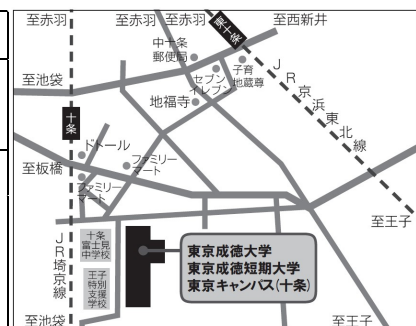 至赤羽
至赤羽
至赤羽
至西新井
東十条
中十条
郵便局
セブン
イレブン
子育
地蔵尊
JR京浜東北線
至池袋
地福寺
十条
ドトール
ファミリー
マート
至板橋
ファミリー
マート
至王子
JR埼京線
十条
富士見
中学校
王子
特別
支援
学校
東京成徳大学
東京成徳短期大学
東京キャンパス(十条)
至池袋
至王子